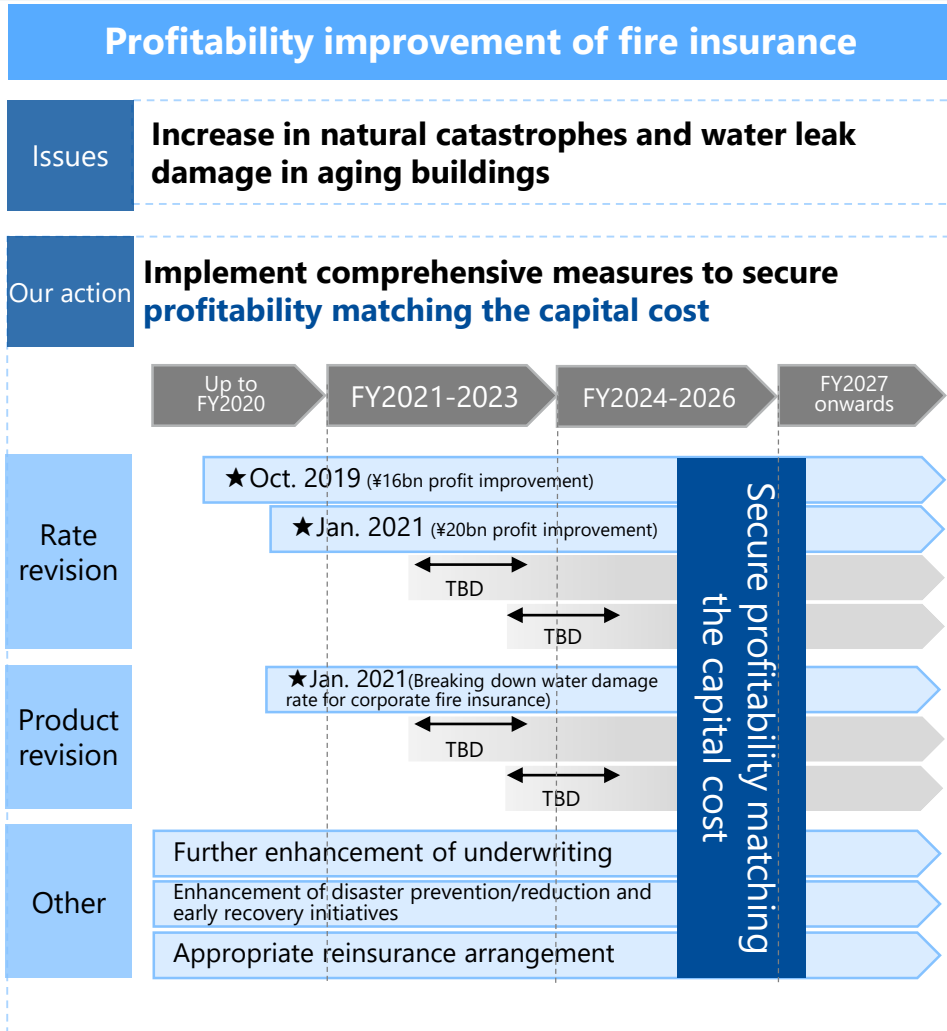 Profitability improvement of fire insurance
Issues
Increase in natural catastrophes and water leak
damage in aging buildings
Our action
Implement comprehensive measures to secure
profitability matching the capital cost
Up to
FY2020
FY2021-2023
FY2024-2026
FY2027
onwards
Rate
revision
★Oct. 2019 (¥16bn profit improvement)
★Jan. 2021 (¥20bn profit improvement)
TBD
TBD
Product
revision
★Jan. 2021(Breaking down water damage
rate for corporate fire insurance)
TBD
TBD
Other
Further enhancement of underwriting
Enhancement of disaster prevention/reduction and
early recovery initiatives
Appropriate reinsurance arrangement
Secure profitability matching
the capital cost